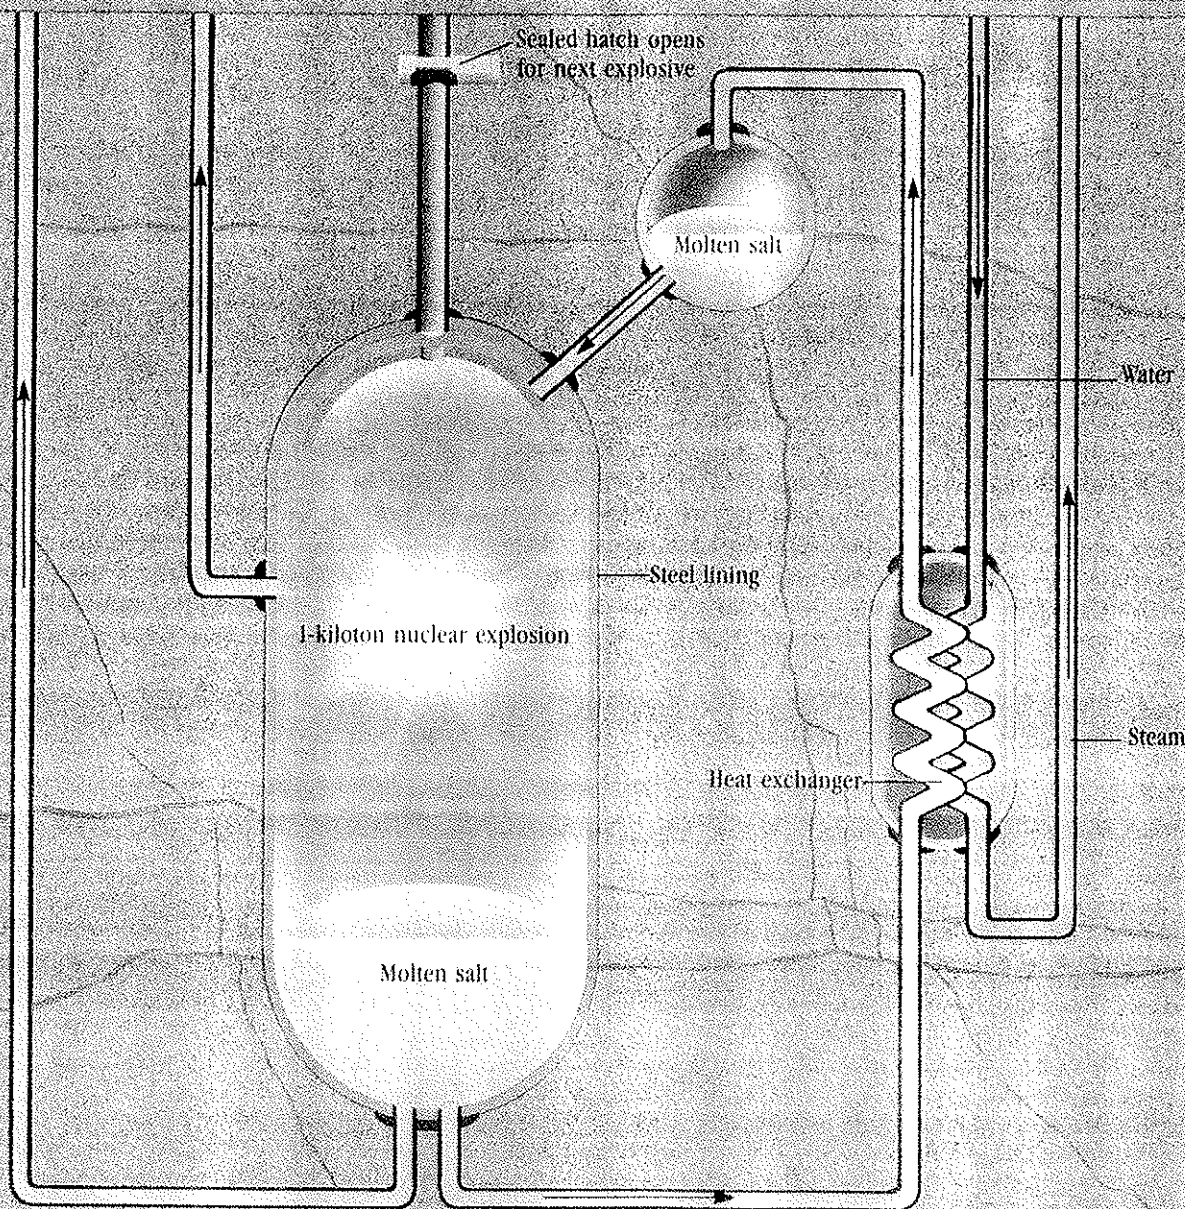 Sealed hatch opens
for next explosive
Molten salt
Water
Steel lining
1-kiloton nuclear explosion
Steam
Heat exchanger
Molten salt